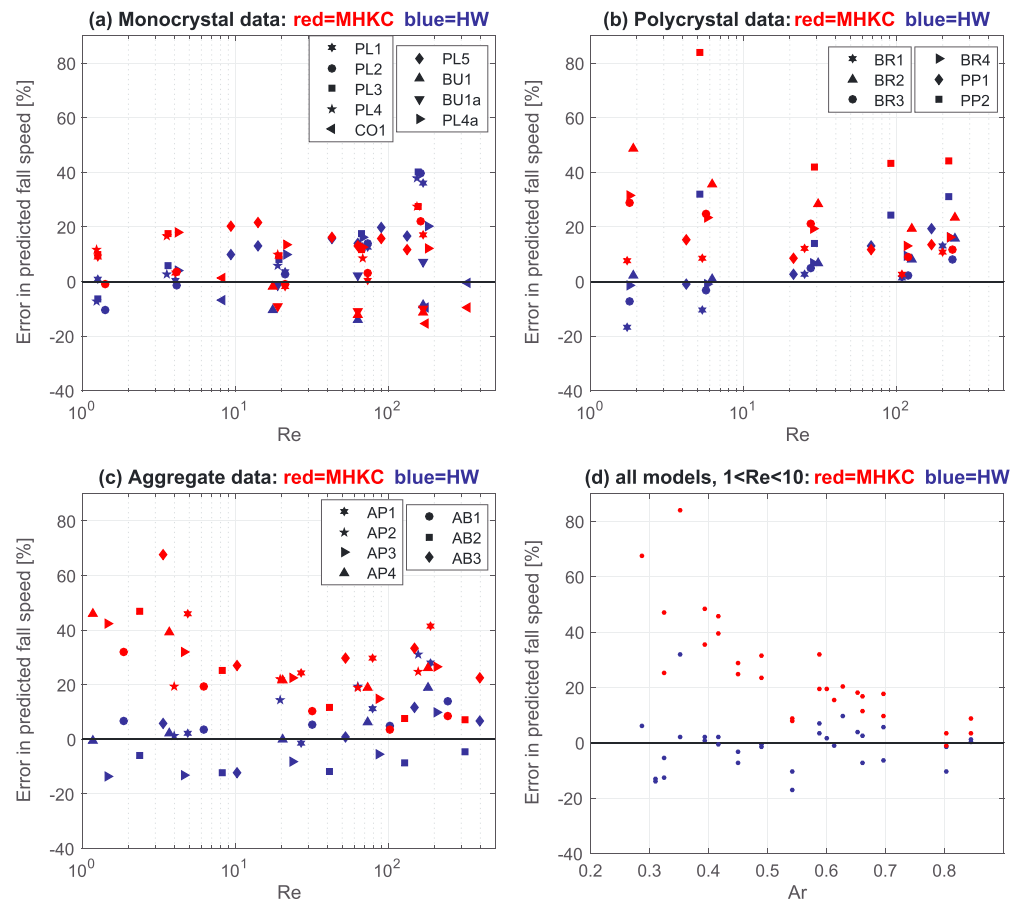 (a) Monocrystal data: red=MHKC blue=HW
Error in predicted fall speed [%]
80
60
40
20
0
-20
-40
10^0
10^1
10^2
Re
PL1
PL2
PL3
PL4
CO1
PL5
BU1
BU1a
PL4a
(b) Polycrystal data: red=MHKC blue=HW
Error in predicted fall speed [%]
80
60
40
20
0
-20
-40
10^0
10^1
10^2
Re
BR1
BR2
BR3
BR4
PP1
PP2
(c) Aggregate data: red=MHKC blue=HW
Error in predicted fall speed [%]
80
60
40
20
0
-20
-40
10^0
10^1
10^2
Re
AP1
AP2
AP3
AP4
AB1
AB2
AB3
(d) all models, 1<Re<10: red=MHKC blue=HW
Error in predicted fall speed [%]
80
60
40
20
0
-20
-40
0.2
0.3
0.4
0.5
0.6
0.7
0.8
Ar